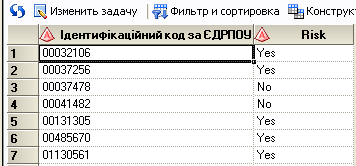 Изменить задачу Фильтр и сортировка Конструкт
Ідентифікаційний код за ЄДРПОУ Risk
1 00032106 Yes
2 00037256 Yes
3 00037478 No
4 00041482 No
5 00131305 Yes
6 00485670 Yes
7 01130561 Yes